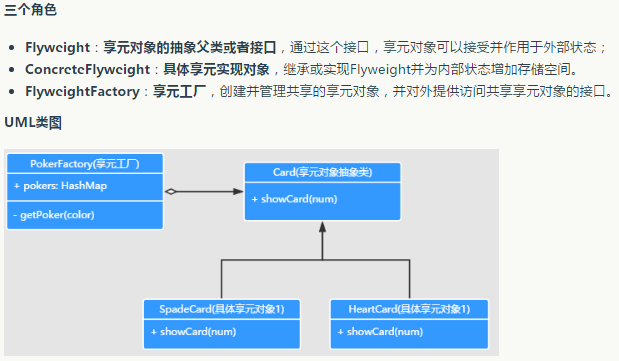 三个角色
Flyweight：享元对象的抽象父类或者接口，通过这个接口，享元对象可以接受并作用于外部状态；
ConcreteFlyweight：具体享元实现对象，继承或实现Flyweight并为内部状态增加存储空间。
FlyweightFactory：享元工厂，创建并管理共享的享元对象，并对外提供访问共享享元对象的接口。
UML类图
PokerFactory(享元工厂)
+ pokers: HashMap
- getPoker(color)
Card(享元对象抽象类)
+ showCard(num)
SpadeCard(具体享元对象1)
+ showCard(num)
HeartCard(具体享元对象1)
+ showCard(num)